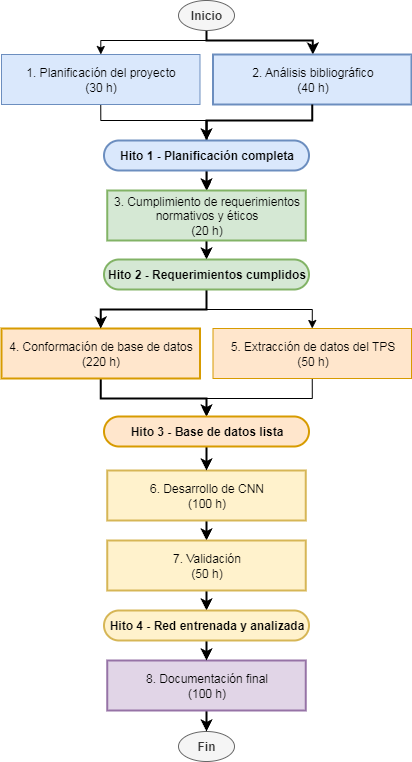 Inicio
1. Planificación del proyecto
(30 h)
2. Análisis bibliográfico
(40 h)
Hito 1 - Planificación completa
3. Cumplimiento de requerimientos
normativos y éticos
(20 h)
Hito 2 - Requerimientos cumplidos
4. Conformación de base de datos
(220 h)
5. Extracción de datos del TPS
(50 h)
Hito 3 - Base de datos lista
6. Desarrollo de CNN
(100 h)
7. Validación
(50 h)
Hito 4 - Red entrenada y analizada
8. Documentación final
(100 h)
Fin